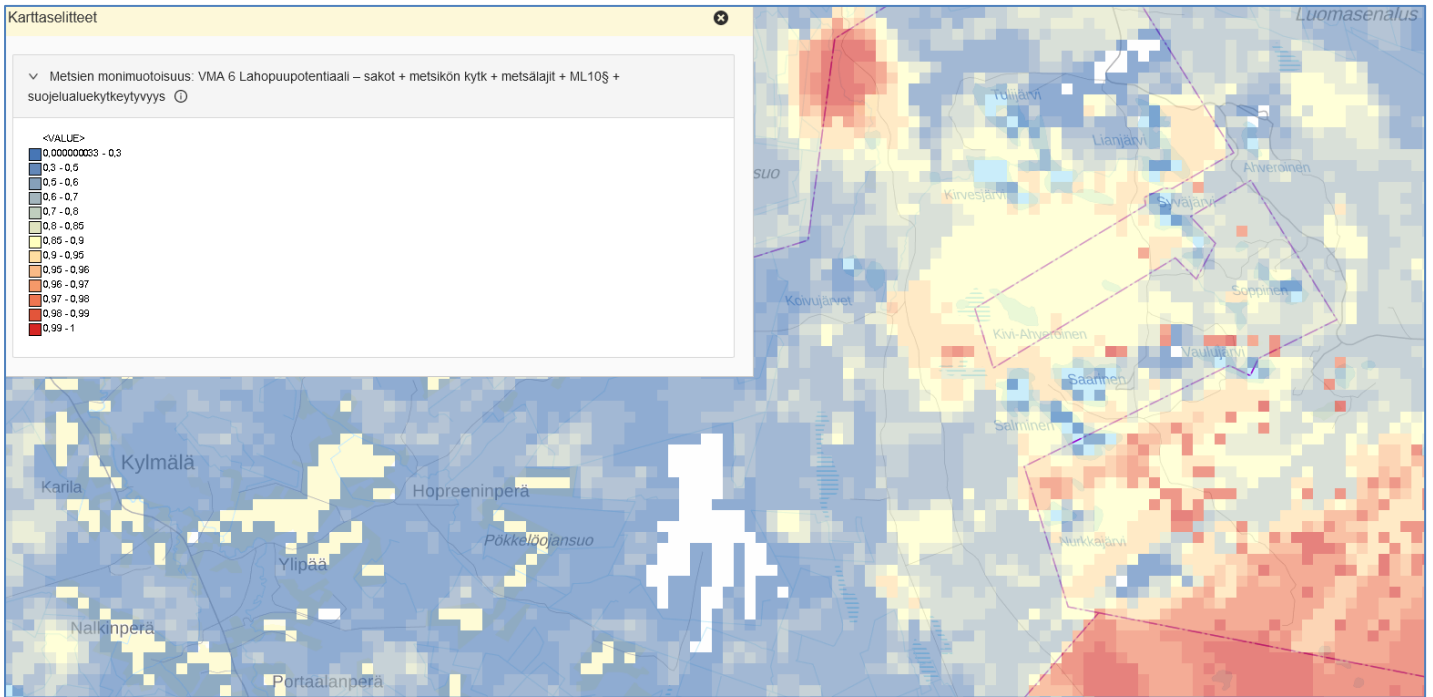 Karttaselitteet
Metsien monimuotoisuus: VMA 6 Lahopuupotentiaali – sakot + metsikön kytk + metsälajit + ML10§ +
suojelualuekytkeytyvyys
<VALUE>
0,000000033 - 0,3
0,3 - 0,5
0,5 - 0,6
0,6 - 0,7
0,7 - 0,8
0,8 - 0,85
0,85 - 0,9
0,9 - 0,95
0,95 - 0,96
0,96 - 0,97
0,97 - 0,98
0,98 - 0,99
0,99 - 1
Luomasenalus
Tulijärvi
Lianjärvi
Ahveroinen
suo
Kirvesjärvi
Syväjärvi
Koivujärvet
Soppinen
Kivi-Ahveroinen
Vaulujärvi
Saarinen
Salminen
Kylmälä
Karila
Hopreeninperä
Pökkelöojansuo
Nurkkajärvi
Ylipää
Nalkinperä
Portaalanperä